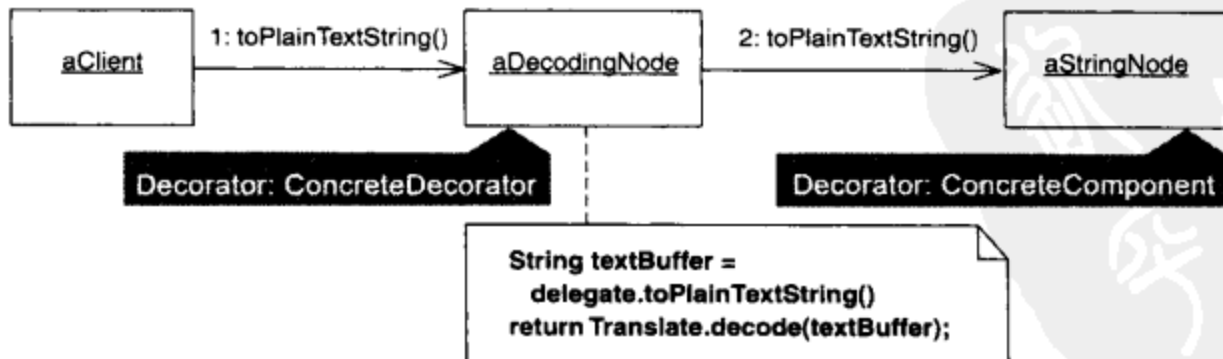 1: toPlainTextString()
2: toPlainTextString()
aClient
aDecodingNode
aStringNode
Decorator: ConcreteDecorator
Decorator: ConcreteComponent
String textBuffer =
delegate.toPlainTextString()
return Translate.decode(textBuffer);